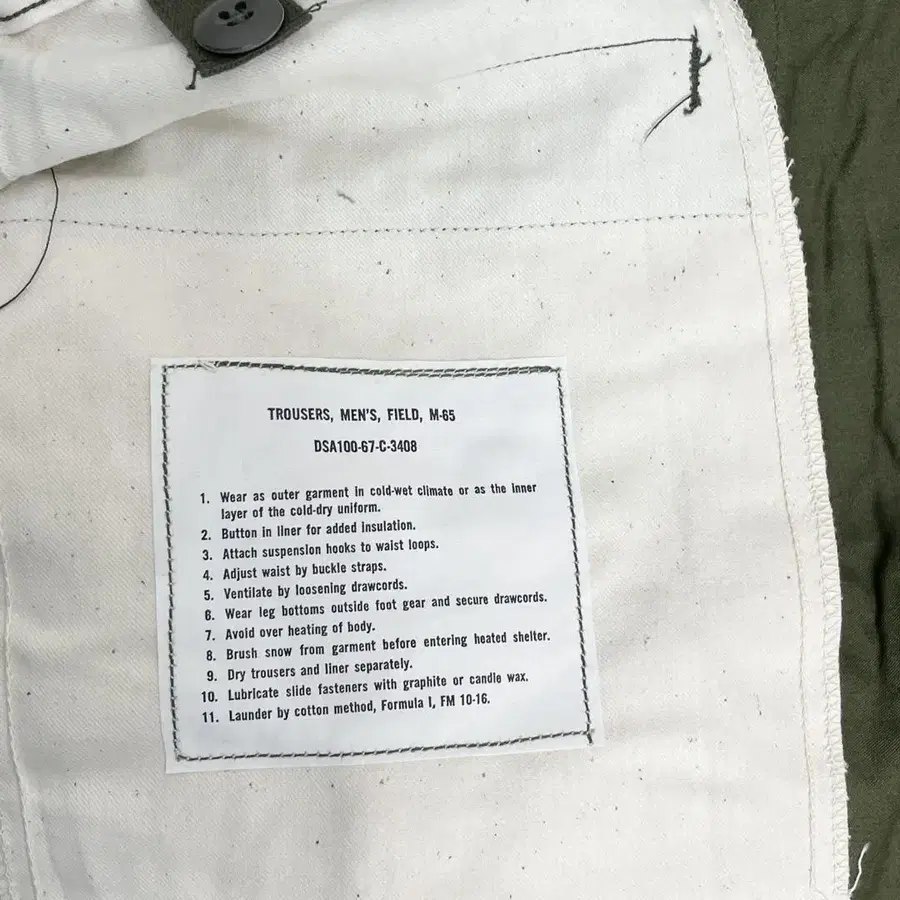 TROUSERS, MEN'S, FIELD, M-65
DSA100-67-C-3408
1. Wear as outer garment in cold-wet climate or as the inner
layer of the cold-dry uniform.
2. Button in liner for added insulation.
3. Attach suspension hooks to waist loops.
4. Adjust waist by buckle straps.
5. Ventilate by loosening drawcords.
6. Wear leg bottoms outside foot gear and secure drawcords.
7. Avoid over heating of body.
8. Brush snow from garment before entering heated shelter.
9. Dry trousers and liner separately.
10. Lubricate slide fasteners with graphite or candle wax.
11. Launder by cotton method, Formula I, FM 10-16.